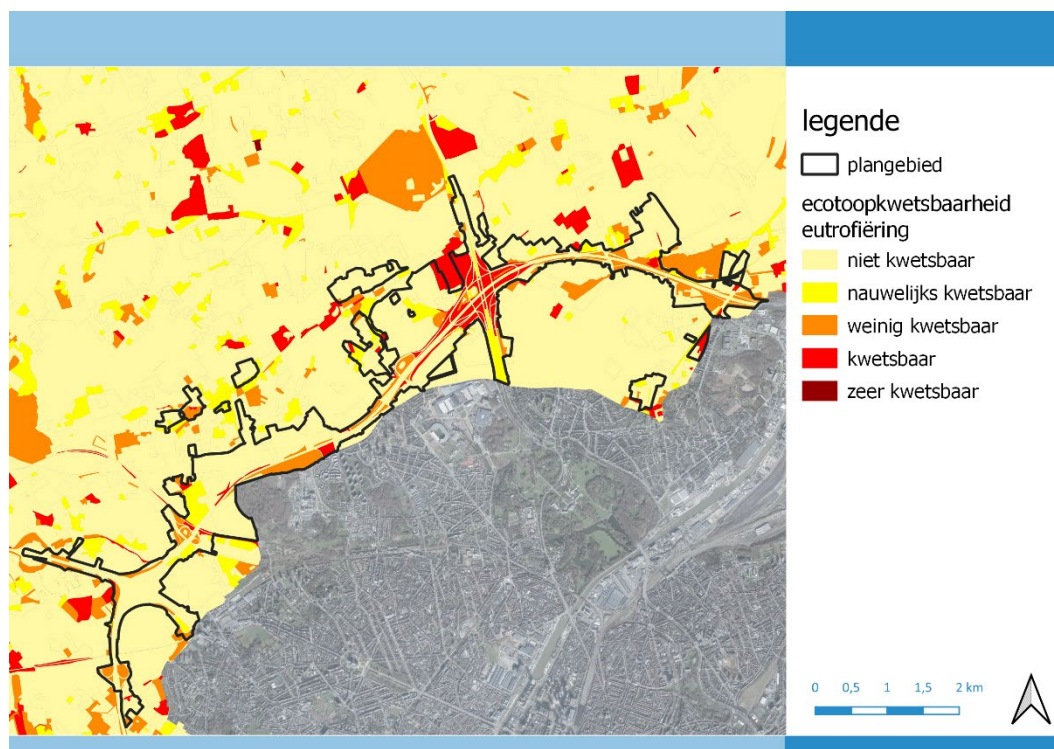 legende
plangebied
ecotoopkwetsbaarheid
eutrofiëring
niet kwetsbaar
nauwelijks kwetsbaar
weinig kwetsbaar
kwetsbaar
zeer kwetsbaar
0 0,5 1 1,5 2 km